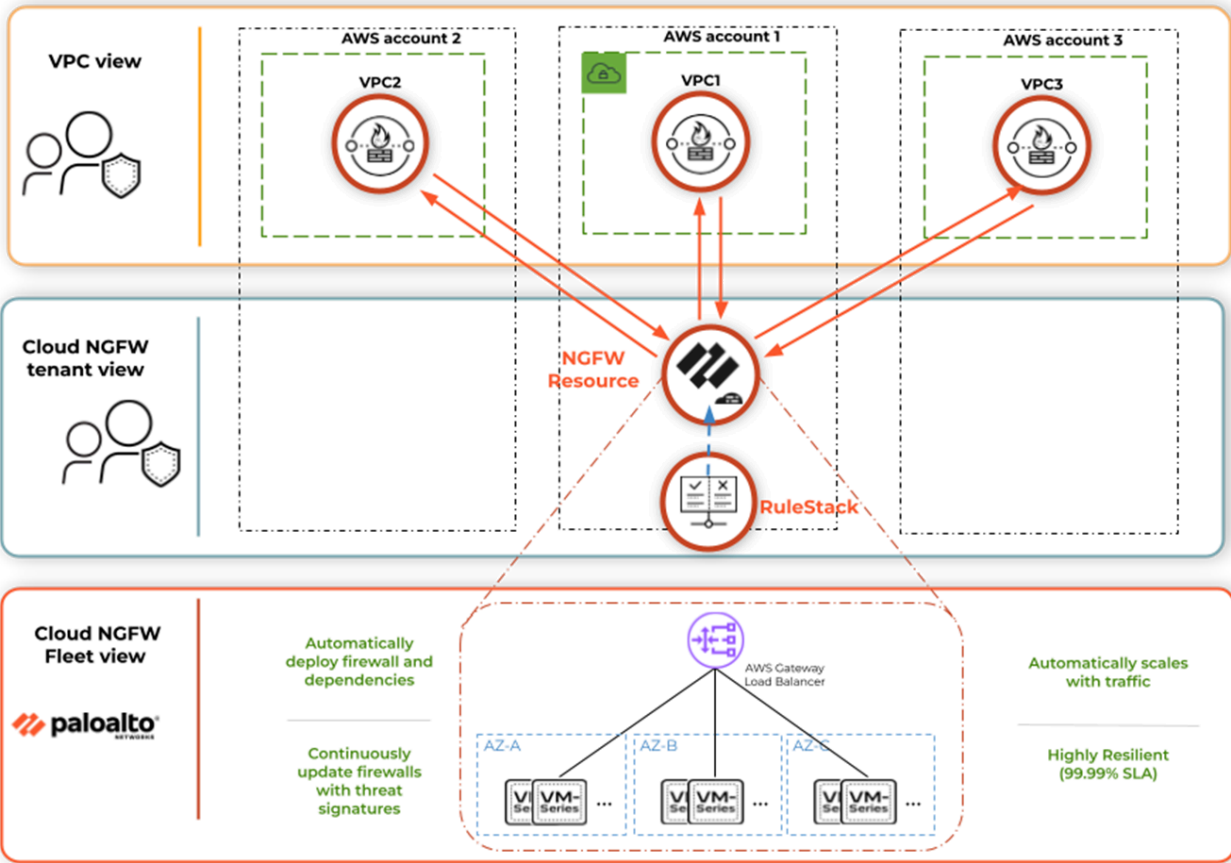 VPC view
AWS account 2
AWS account 1
AWS account 3
VPC2
VPC1
VPC3
Cloud NGFW
tenant view
NGFW
Resource
RuleStack
Cloud NGFW
Fleet view
paloalto®
NETWORKS
Automatically
deploy firewall and
dependencies
Continuously
update firewalls
with threat
signatures
AWS Gateway
Load Balancer
AZ-A
AZ-B
AZ-C
VM-
Series
...
VM-
Series
...
VM-
Series
...
Automatically scales
with traffic
Highly Resilient
(99.99% SLA)